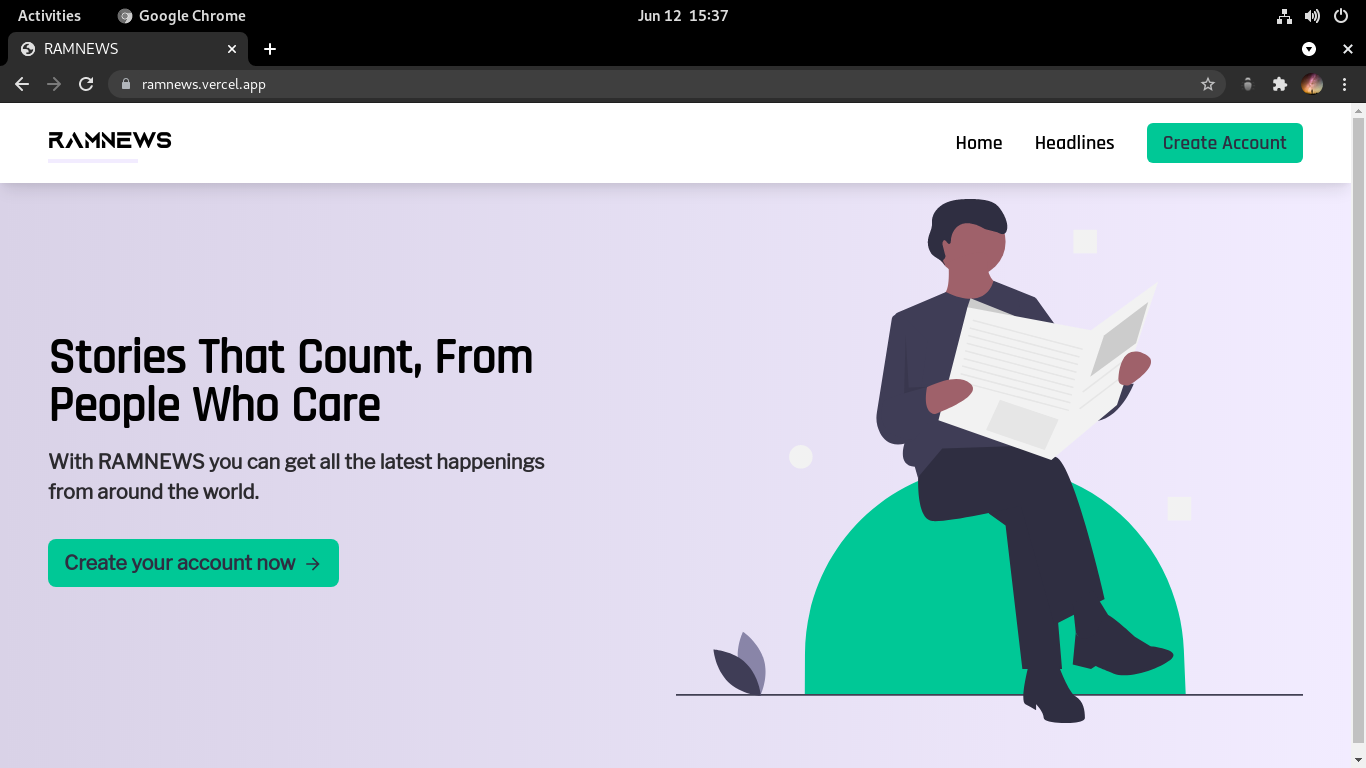 Activities
Google Chrome
Jun 12 15:37
RAMNEWS
ramnews.vercel.app
RAMNEWS
Home
Headlines
Create Account
Stories That Count, From
People Who Care
With RAMNEWS you can get all the latest happenings
from around the world.
Create your account now →